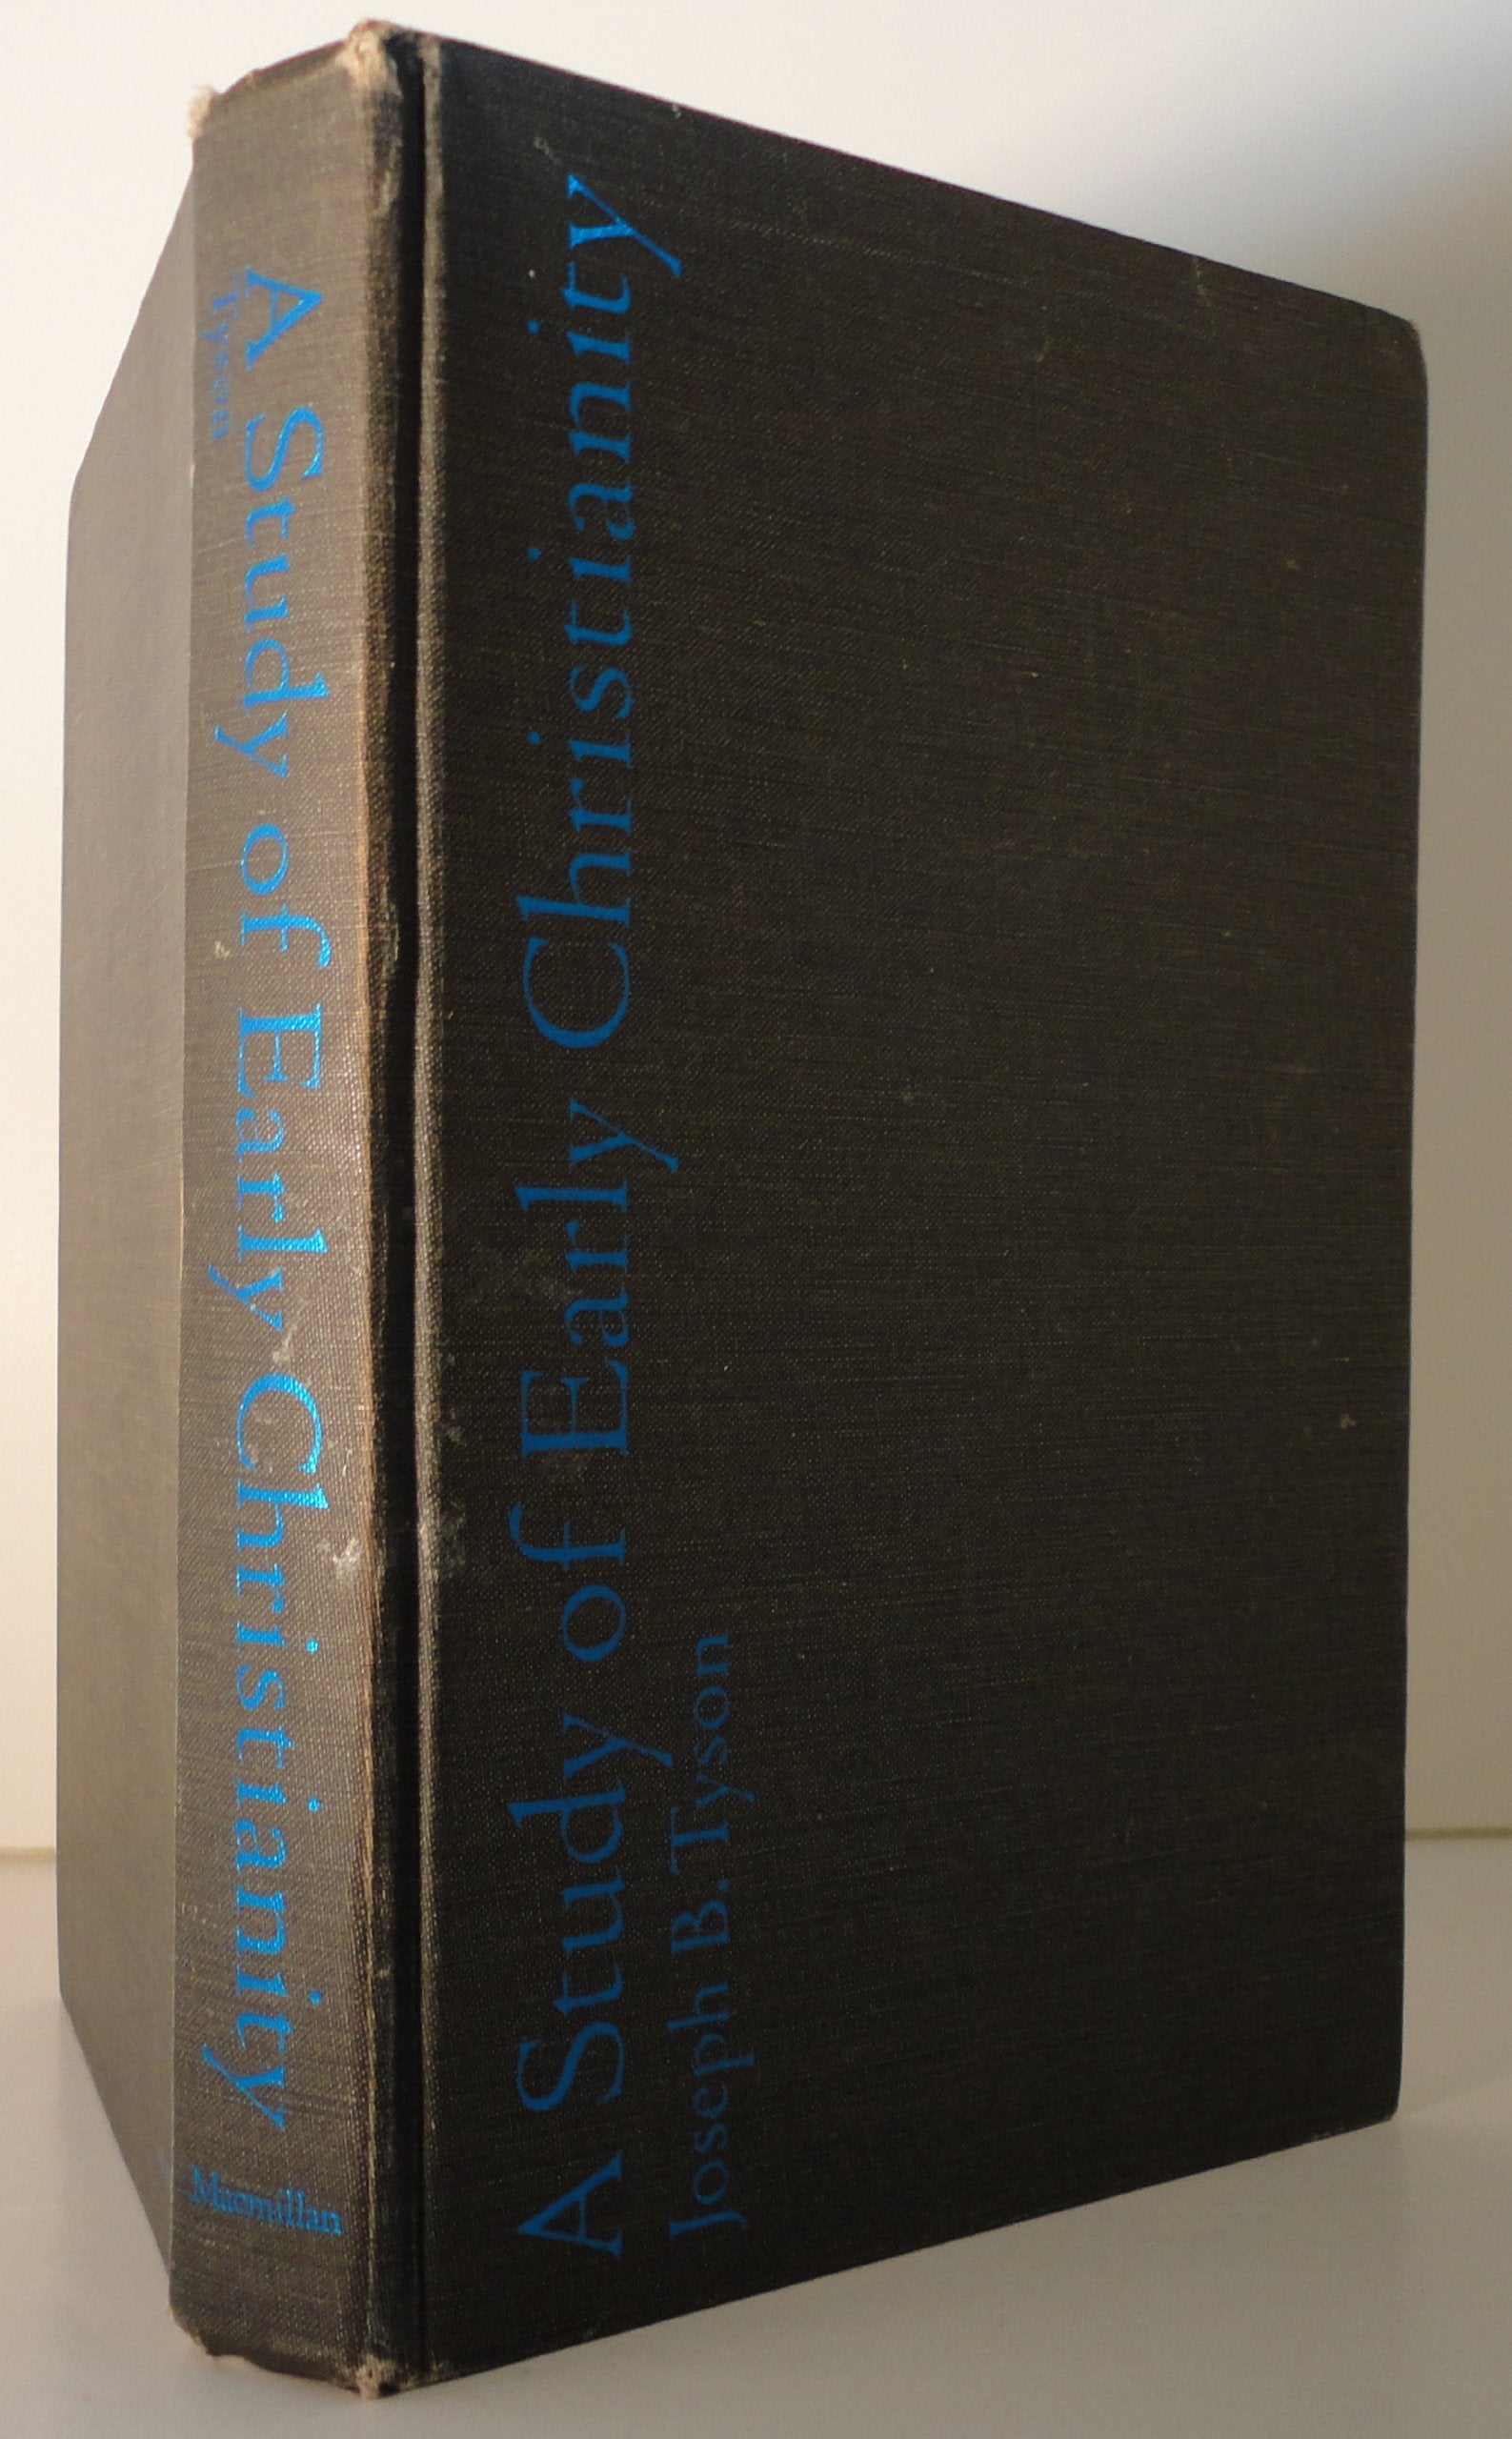 A Study of Early Christianity
Tyson
Macmillan
A Study of Early Christianity
Joseph B. Tyson